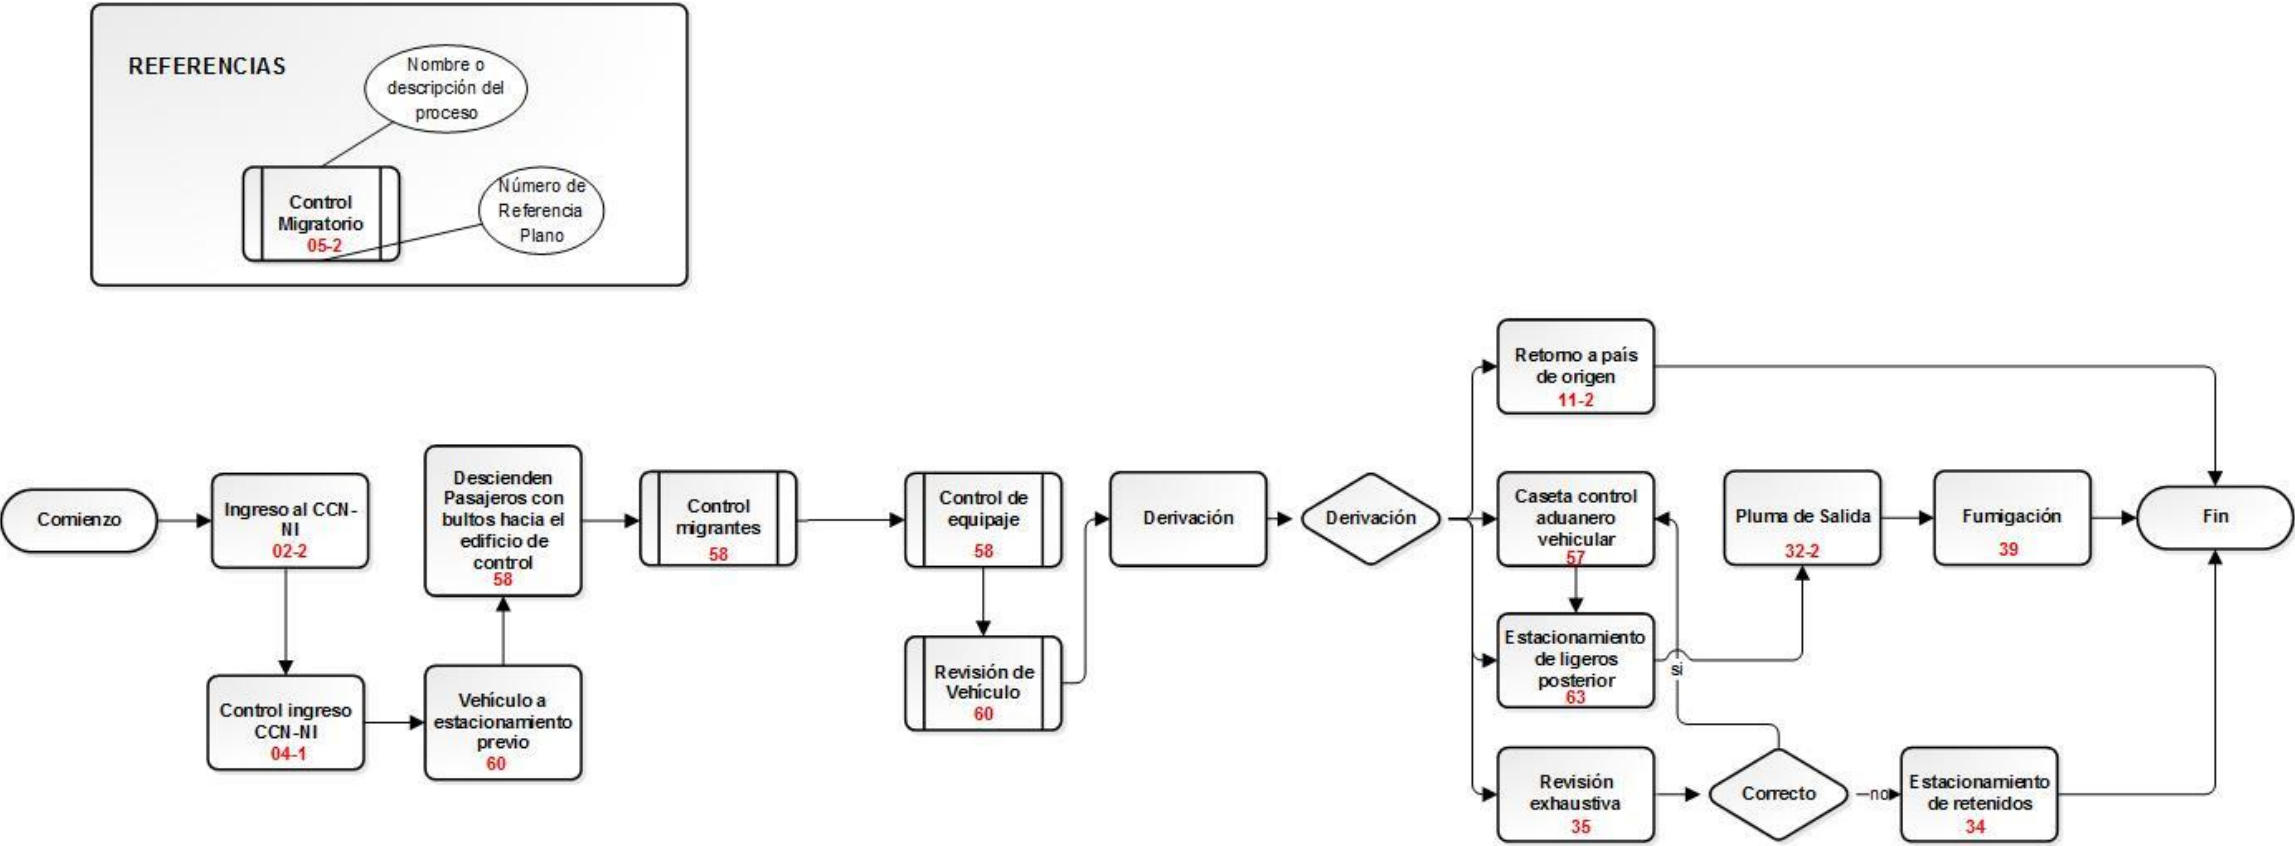 REFERENCIAS
Nombre o
descripción del
proceso
Control
Migratorio
05-2
Número de
Referencia
Plano
Comienzo
Ingreso al CCN-
NI
02-2
Control ingreso
CCN-NI
04-1
Vehículo a
estacionamiento
previo
60
Descienden
Pasajeros con
bultos hacia el
edificio de
control
58
Control
migrantes
58
Control de
equipaje
58
Revisión de
Vehículo
60
Derivación
Derivación
Retorno a país
de origen
11-2
Caseta control
aduanero
vehicular
57
Estacionamiento
de ligeros
posterior
63
Revisión
exhaustiva
35
Correcto
si
no
Estacionamiento
de retenidos
34
Pluma de Salida
32-2
Fumigación
39
Fin